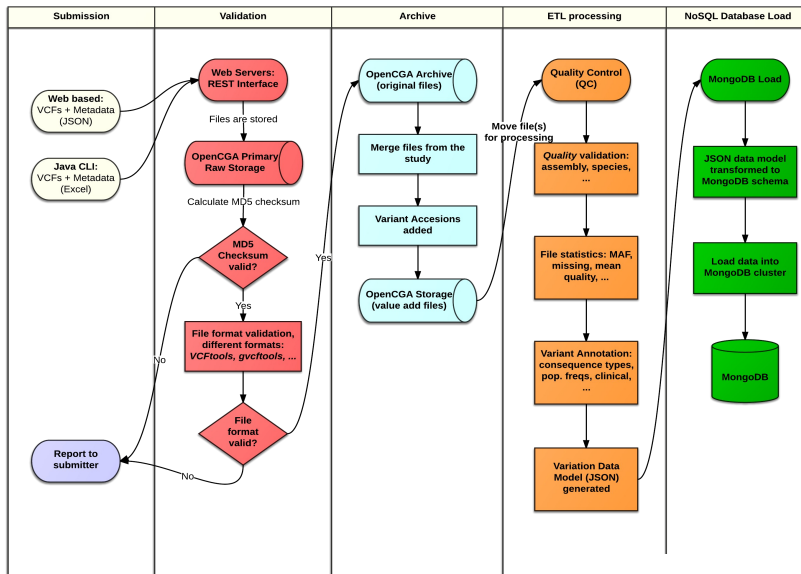 Submission
Validation
Archive
ETL processing
NoSQL Database Load
Web based:
VCFs + Metadata
(JSON)
Java CLI:
VCFs + Metadata
(Excel)
Report to
submitter
Web Servers:
REST Interface
Files are stored
OpenCGA Primary
Raw Storage
Calculate MD5 checksum
MD5
Checksum
valid?
No
Yes
File format validation,
different formats:
VCFtools, gvcftools, ...
File
format
valid?
No
Yes
OpenCGA Archive
(original files)
Merge files from the
study
Variant Accesions
added
OpenCGA Storage
(value add files)
Move file(s)
for processing
Quality Control
(QC)
Quality validation:
assembly, species,
...
File statistics: MAF,
missing, mean
quality, ...
Variant Annotation:
consequence types,
pop. freqs, clinical,
...
Variation Data
Model (JSON)
generated
MongoDB Load
JSON data model
transformed to
MongoDB schema
Load data into
MongoDB cluster
MongoDB